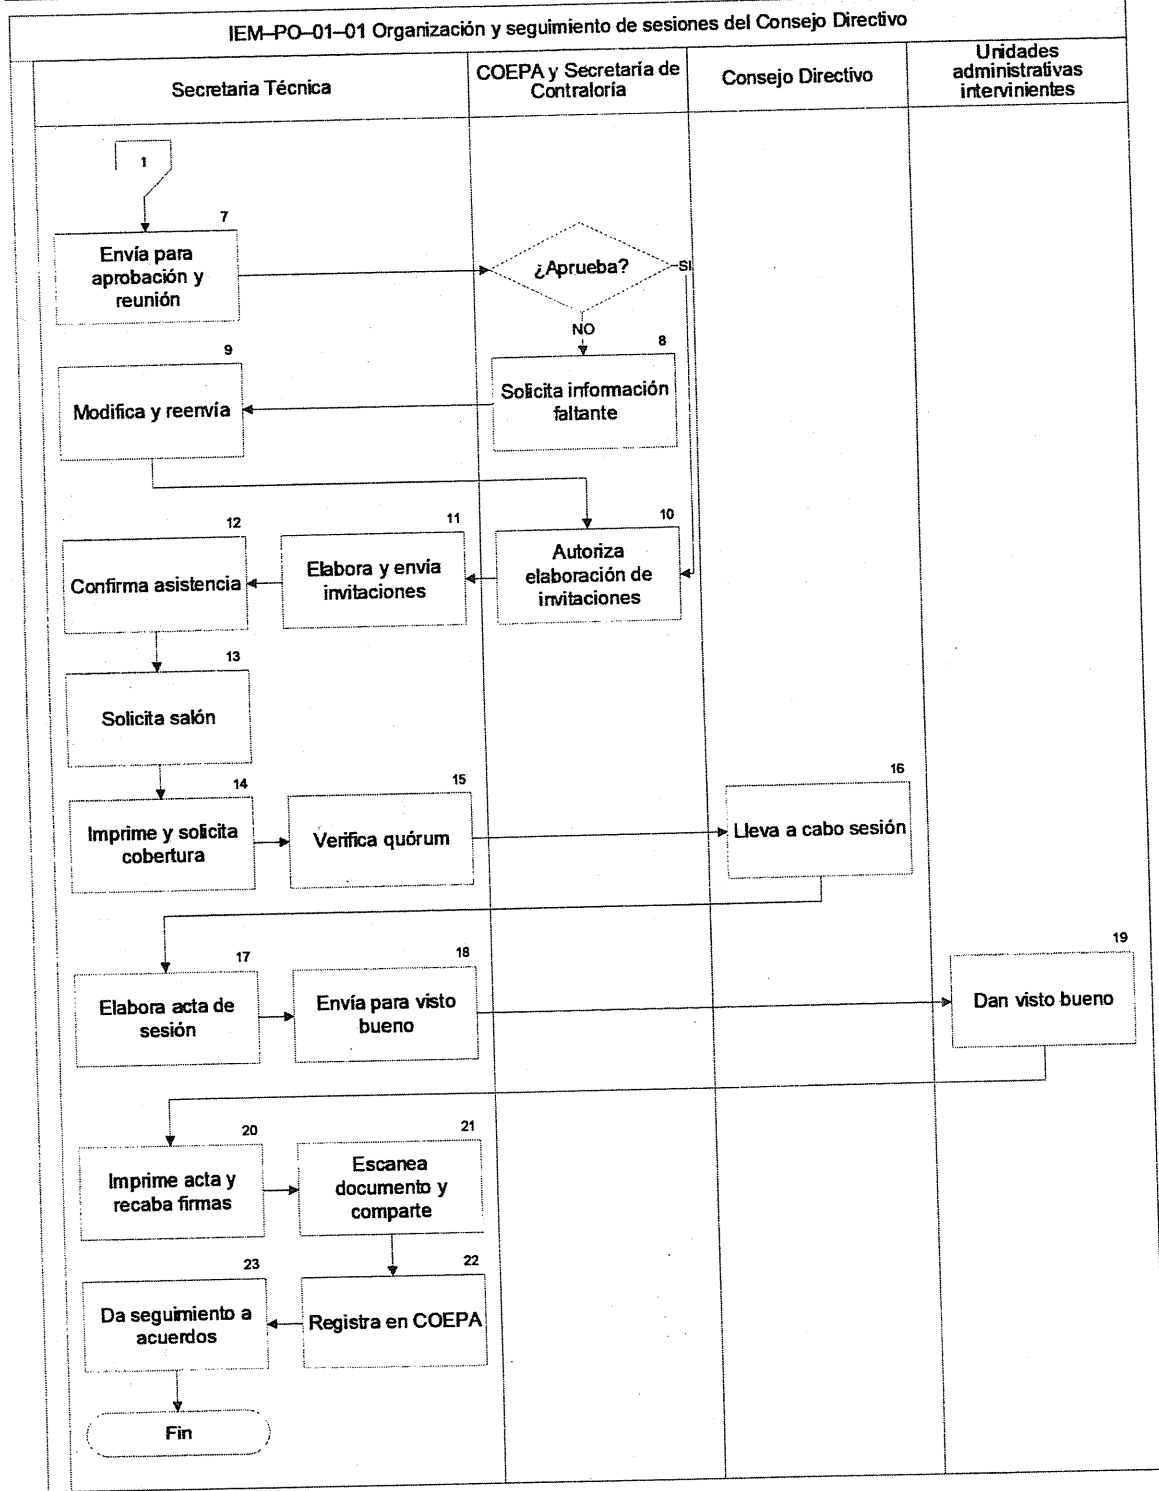 IEM–PO–01–01 Organización y seguimiento de sesiones del Consejo Directivo
Secretaria Técnica
COEPA y Secretaría de
Contraloría
Consejo Directivo
Unidades
administrativas
intervinientes
1
7
Envía para
aprobación y
reunión
¿Aprueba?
SI
NO
8
Solicita información
faltante
9
Modifica y reenvía
10
Autoriza
elaboración de
invitaciones
11
Elabora y envía
invitaciones
12
Confirma asistencia
13
Solicita salón
14
Imprime y solicita
cobertura
15
Verifica quórum
16
Lleva a cabo sesión
17
Elabora acta de
sesión
18
Envía para visto
bueno
19
Dan visto bueno
20
Imprime acta y
recaba firmas
21
Escanea
documento y
comparte
22
Registra en COEPA
23
Da seguimiento a
acuerdos
Fin